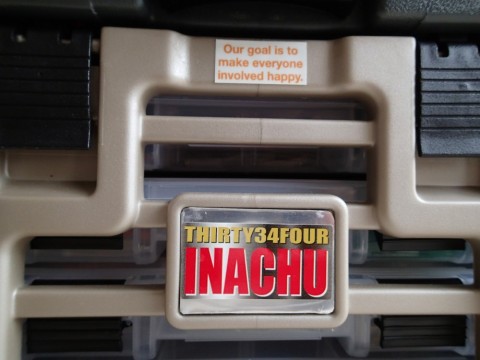 Our goal is to
make everyone
involved happy.
THIRTY34FOUR
INACHU